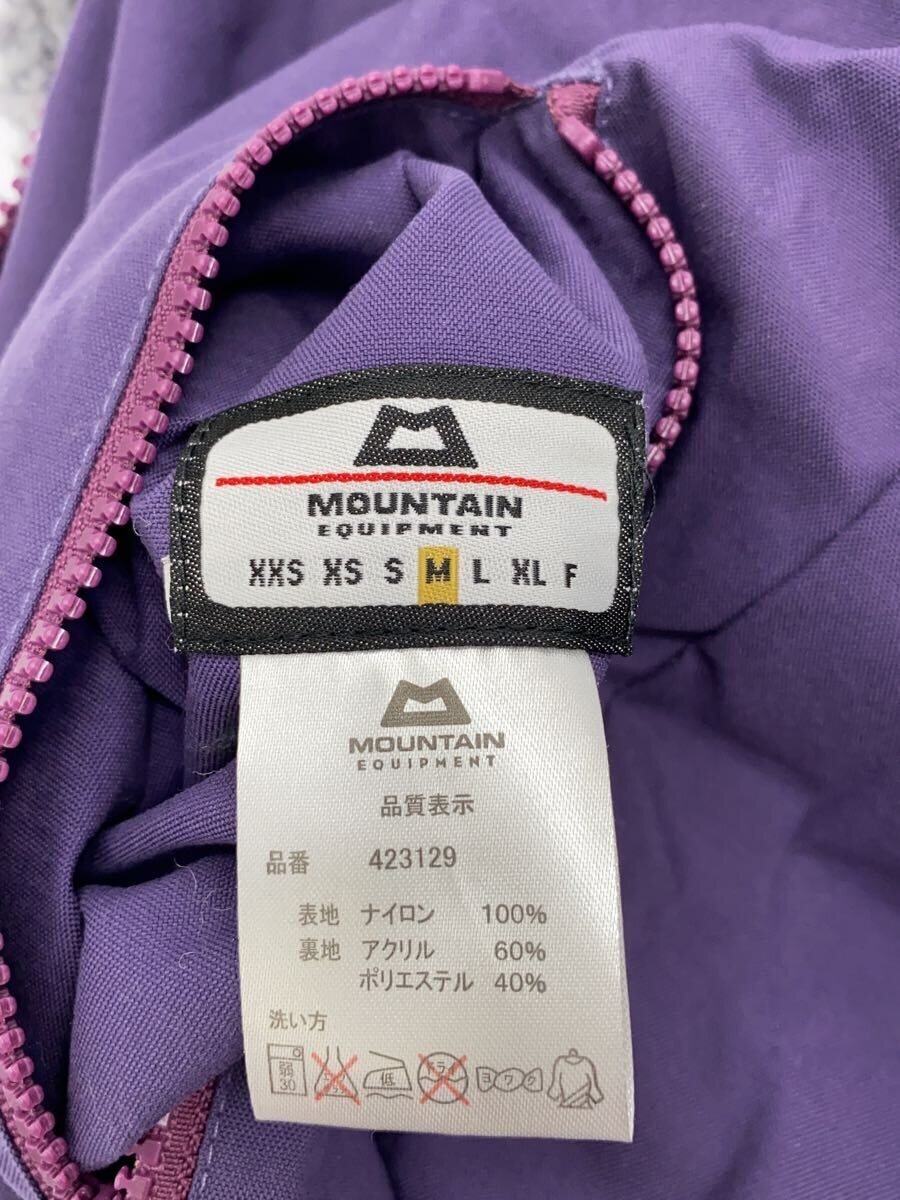 MOUNTAIN
EQUIPMENT
XXS XS S M L XL F
MOUNTAIN
EQUIPMENT
品質表示
品番 423129
表地 ナイロン 100%
裏地 アクリル 60%
ポリエステル 40%
洗い方
弱
30
低
ドライ
ヨワク